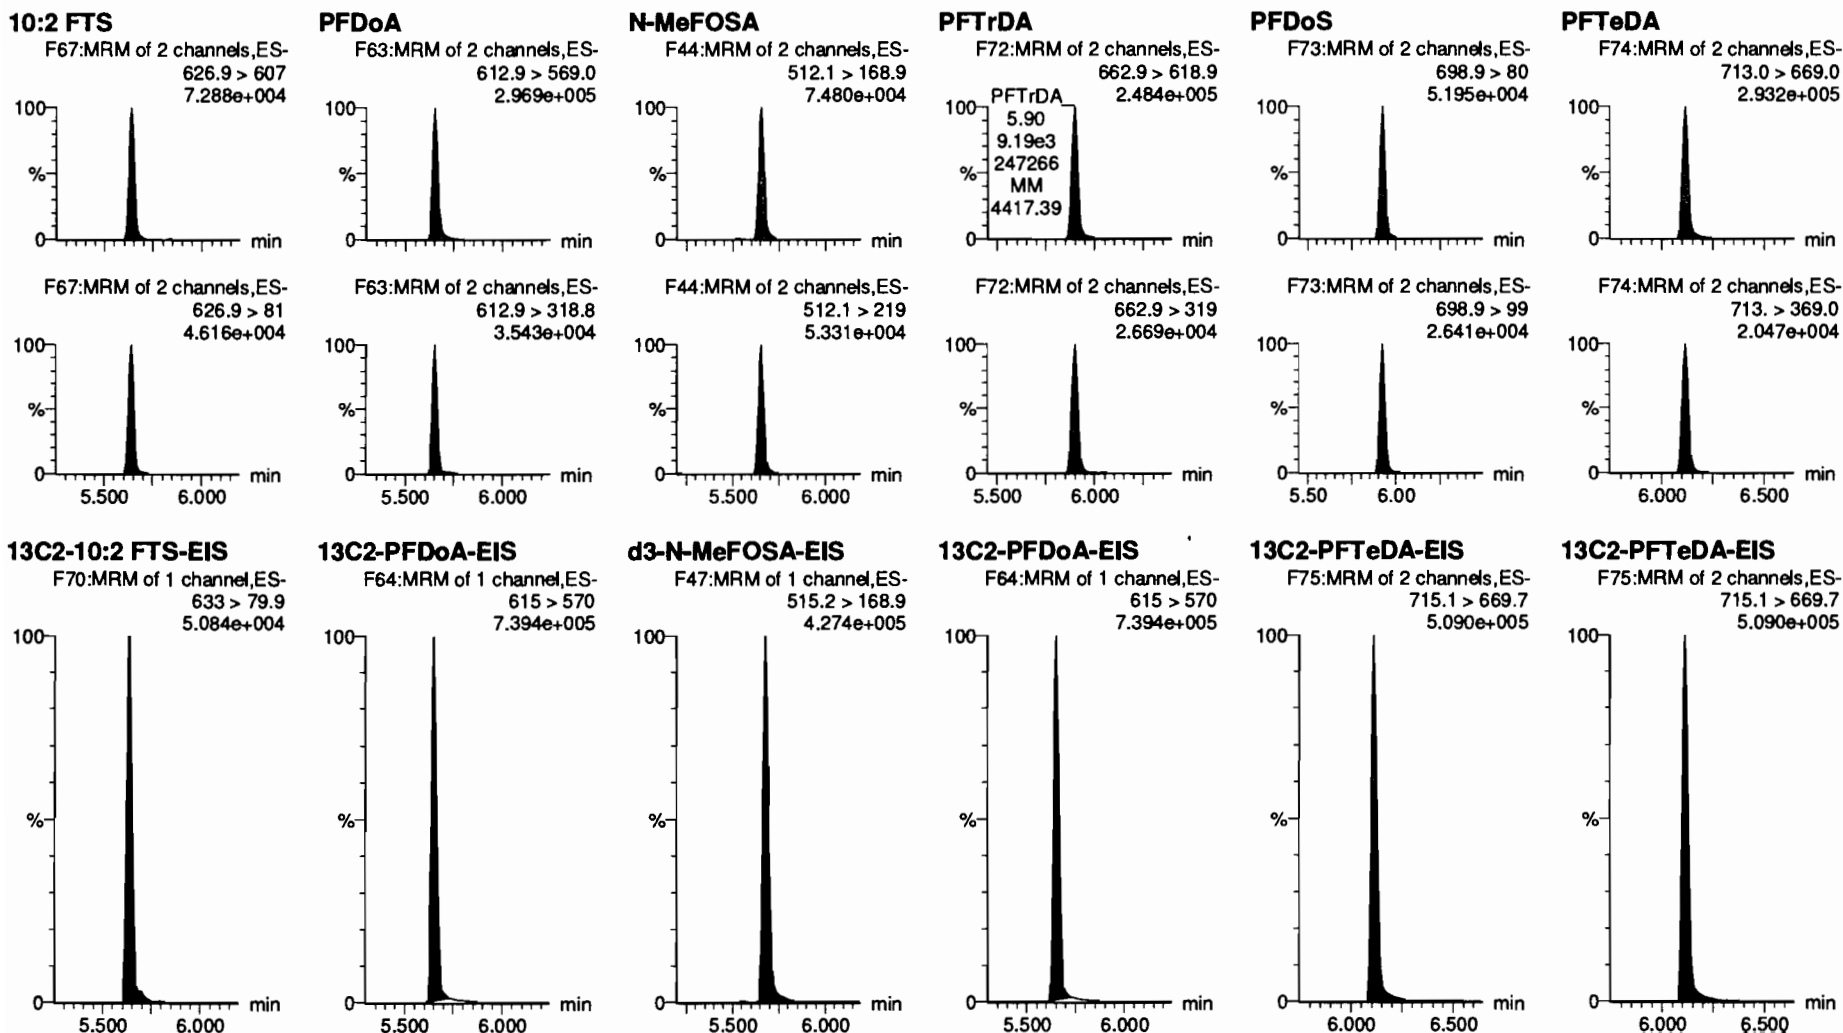 10:2 FTS
F67:MRM of 2 channels,ES-
626.9 > 607
7.288e+004
100
%
0
min
PFDoA
F63:MRM of 2 channels,ES-
612.9 > 569.0
2.969e+005
100
%
0
min
N-MeFOSA
F44:MRM of 2 channels,ES-
512.1 > 168.9
7.480e+004
100
%
0
min
PFTrDA
F72:MRM of 2 channels,ES-
662.9 > 618.9
2.484e+005
100
PFTrDA
5.90
9.19e3
247266
MM
4417.39
%
0
min
PFDoS
F73:MRM of 2 channels,ES-
698.9 > 80
5.195e+004
100
%
0
min
PFTeDA
F74:MRM of 2 channels,ES-
713.0 > 669.0
2.932e+005
100
%
0
min
F67:MRM of 2 channels,ES-
626.9 > 81
4.616e+004
100
%
0
min
5.500 6.000
F63:MRM of 2 channels,ES-
612.9 > 318.8
3.543e+004
100
%
0
min
5.500 6.000
F44:MRM of 2 channels,ES-
512.1 > 219
5.331e+004
100
%
0
min
5.500 6.000
F72:MRM of 2 channels,ES-
662.9 > 319
2.669e+004
100
%
0
min
5.500 6.000
F73:MRM of 2 channels,ES-
698.9 > 99
2.641e+004
100
%
0
min
5.50 6.00
F74:MRM of 2 channels,ES-
713. > 369.0
2.047e+004
100
%
0
min
6.000 6.500
13C2-10:2 FTS-EIS
F70:MRM of 1 channel,ES-
633 > 79.9
5.084e+004
100
%
0
min
5.500 6.000
13C2-PFDoA-EIS
F64:MRM of 1 channel,ES-
615 > 570
7.394e+005
100
%
0
min
5.500 6.000
d3-N-MeFOSA-EIS
F47:MRM of 1 channel,ES-
515.2 > 168.9
4.274e+005
100
%
0
min
5.500 6.000
13C2-PFDoA-EIS
F64:MRM of 1 channel,ES-
615 > 570
7.394e+005
100
%
0
min
5.500 6.000
13C2-PFTeDA-EIS
F75:MRM of 2 channels,ES-
715.1 > 669.7
5.090e+005
100
%
0
min
6.000 6.500
13C2-PFTeDA-EIS
F75:MRM of 2 channels,ES-
715.1 > 669.7
5.090e+005
100
%
0
min
6.000 6.500